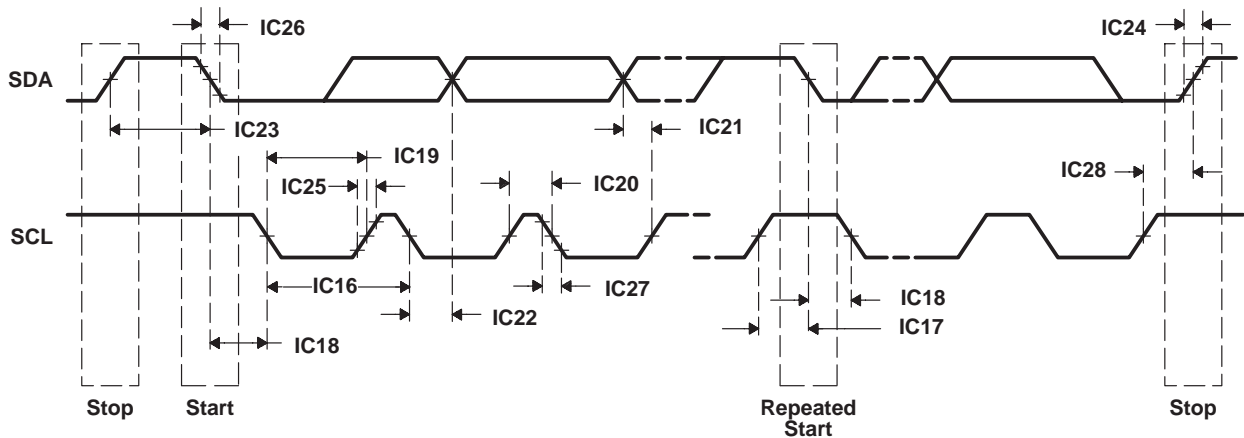 IC26
IC24
SDA
IC23
IC21
IC19
IC25
IC20
IC28
SCL
IC16
IC27
IC22
IC18
IC18
IC17
Stop
Start
Repeated
Start
Stop